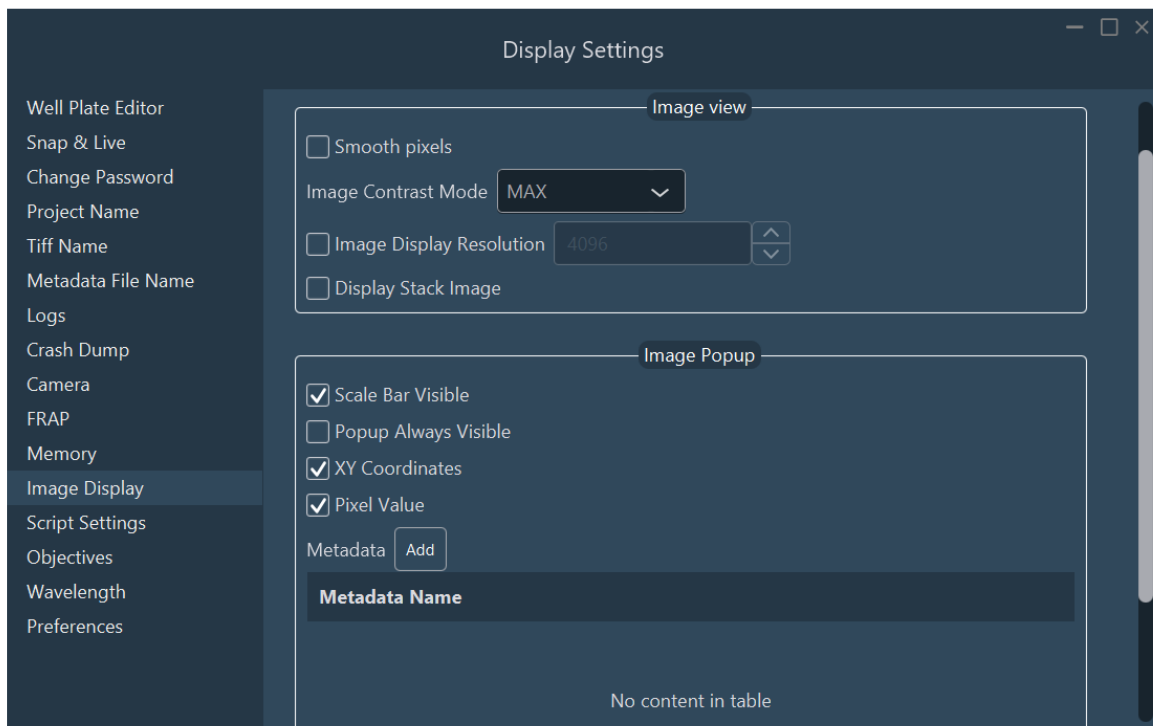 Display Settings
Well Plate Editor
Snap & Live
Change Password
Project Name
Tiff Name
Metadata File Name
Logs
Crash Dump
Camera
FRAP
Memory
Image Display
Script Settings
Objectives
Wavelength
Preferences
Image view
Smooth pixels
Image Contrast Mode MAX
Image Display Resolution 4096
Display Stack Image
Image Popup
Scale Bar Visible
Popup Always Visible
XY Coordinates
Pixel Value
Metadata Add
Metadata Name
No content in table